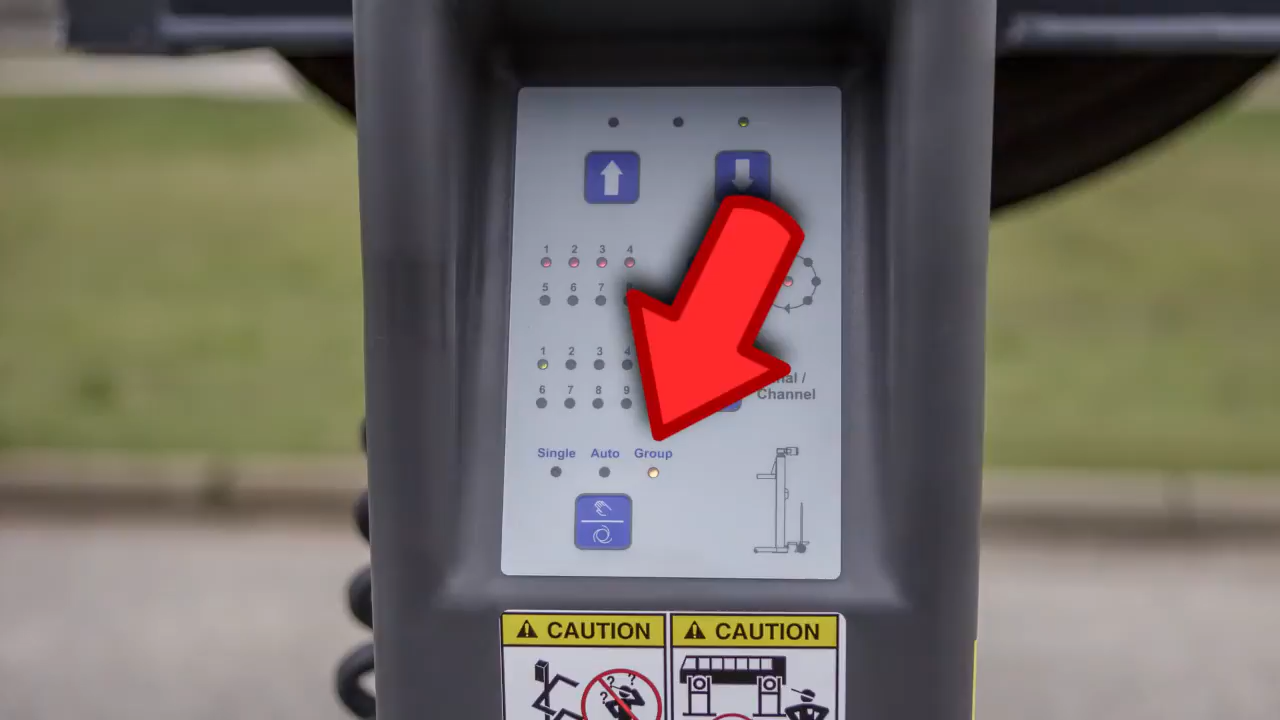 1 2 3 4
5 6 7
1 2 3 4
nal /
Channel
6 7 8 9
Single Auto Group
CAUTION CAUTION
? ?